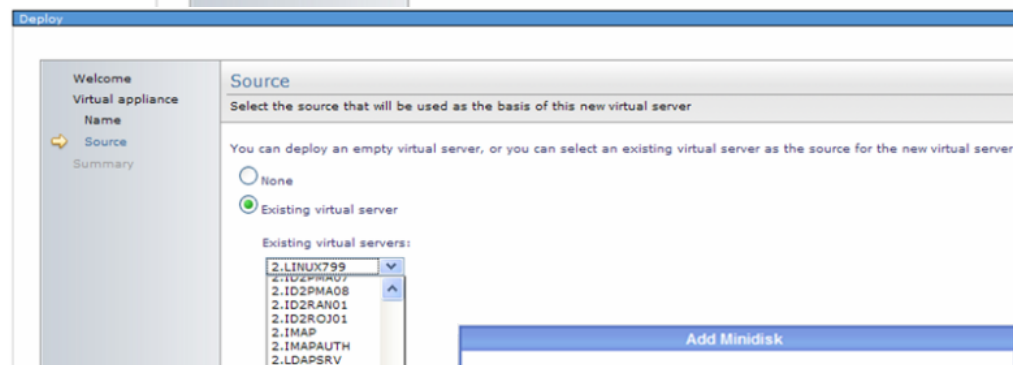 Deploy
Welcome
Virtual appliance
Name
Source
Summary
Source
Select the source that will be used as the basis of this new virtual server
You can deploy an empty virtual server, or you can select an existing virtual server as the source for the new virtual server
None
Existing virtual server
Existing virtual servers:
2.LINUX799
2.ID2PMA07
2.ID2PMA08
2.ID2RAN01
2.ID2ROJ01
2.IMAP
2.IMAPAUTH
2.LDAPSRV
Add Minidisk